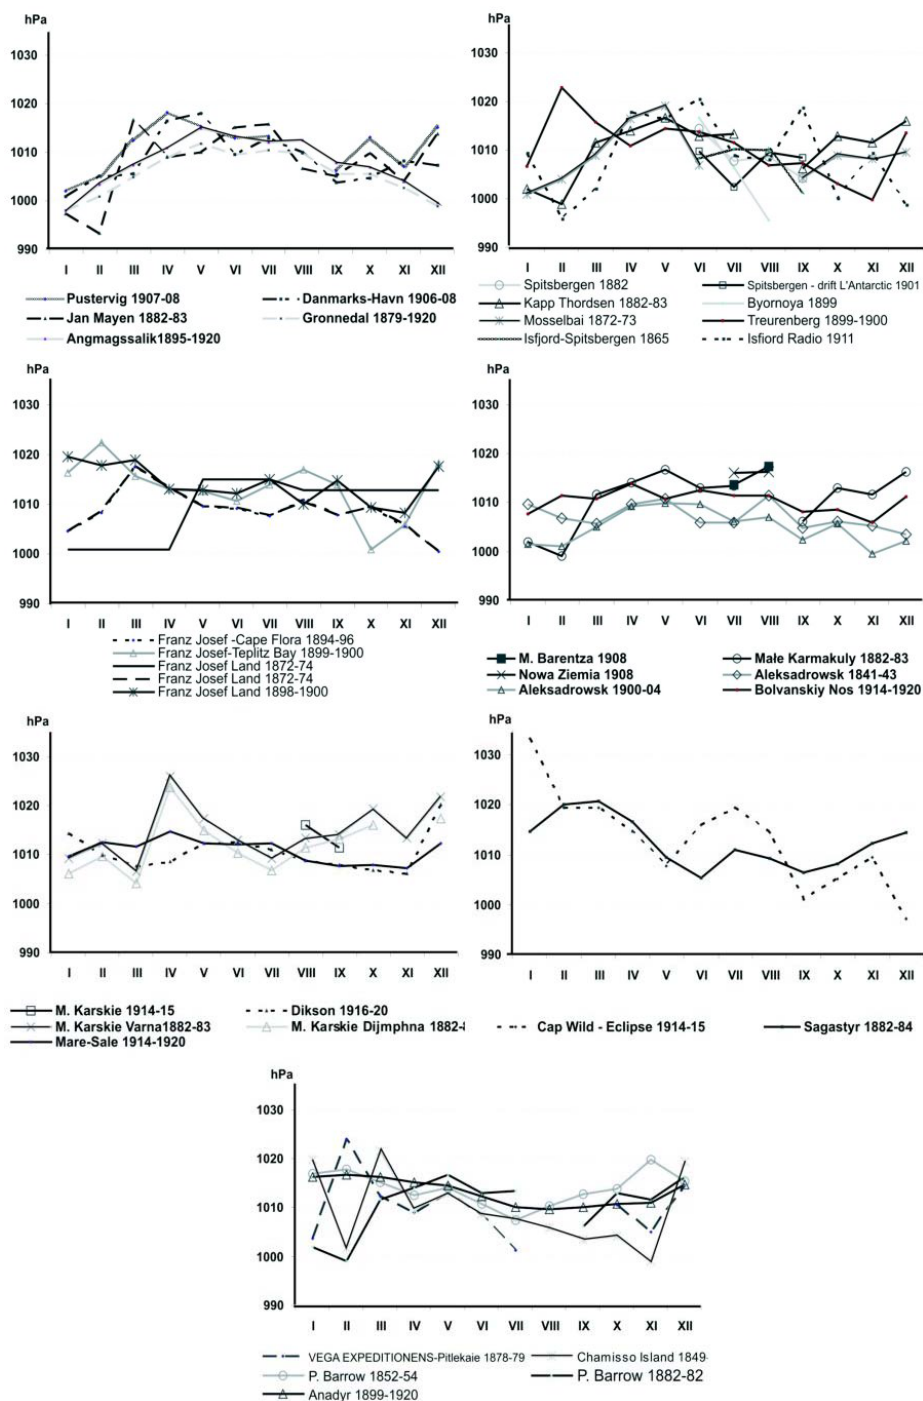 hPa
1030
1020
1010
1000
990
I II III IV V VI VII VIII IX X XI XII
Pustervig 1907-08 Danmarks-Havn 1906-08
Jan Mayen 1882-83 Gronnedal 1879-1920
Angmagssalik1895-1920
hPa
1030
1020
1010
1000
990
I II III IV V VI VII VIII IX X XI XII
Spitsbergen 1882 Spitsbergen - drift L'Antarctic 1901
Kapp Thordsen 1882-83 Byornoya 1899
Mosselbai 1872-73 Treurenberg 1899-1900
Isfjord-Spitsbergen 1865 Isfiord Radio 1911
hPa
1030
1020
1010
1000
990
I II III IV V VI VII VIII IX X XI XII
Franz Josef -Cape Flora 1894-96
Franz Josef-Teplitz Bay 1899-1900
Franz Josef Land 1872-74
Franz Josef Land 1872-74
Franz Josef Land 1898-1900
hPa
1030
1020
1010
1000
990
I II III IV V VI VII VIII IX X XI XII
M. Barentza 1908 Małe Karmakuly 1882-83
Nowa Ziemia 1908 Aleksadrowsk 1841-43
Aleksadrowsk 1900-04 Bolvanskiy Nos 1914-1920
hPa
1030
1020
1010
1000
990
I II III IV V VI VII VIII IX X XI XII
M. Karskie 1914-15 Dikson 1916-20
M. Karskie Varna1882-83 M. Karskie Dijmphna 1882-
Mare-Sale 1914-1920
hPa
1030
1020
1010
1000
990
I II III IV V VI VII VIII IX X XI XII
Cap Wild - Eclipse 1914-15 Sagastyr 1882-84
hPa
1030
1020
1010
1000
990
I II III IV V VI VII VIII IX X XI XII
VEGA EXPEDITIONENS-Pitlekaie 1878-79 Chamisso Island 1849-
P. Barrow 1852-54 P. Barrow 1882-82
Anadyr 1899-1920